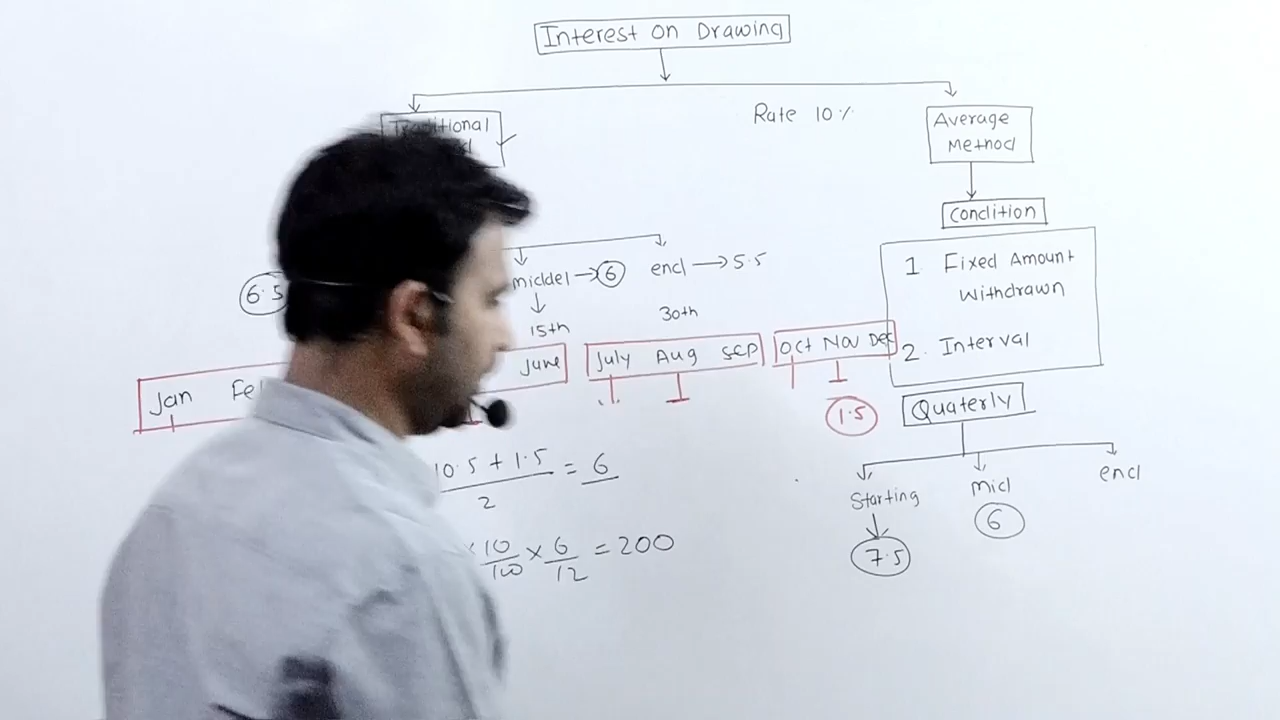 Interest on Drawing
Traditional
Rate 10%
Average
Method
Condition
1 Fixed Amount
Withdrawn
2. Interval
6.5
middel → 6
end → 5.5
15th
30th
Jan
June
July Aug Sep
Oct Nov Dec
1.5
Quaterly
10.5 + 1.5
2
= 6
Starting
7.5
Mid
6
end
10
100
× 6
12
= 200